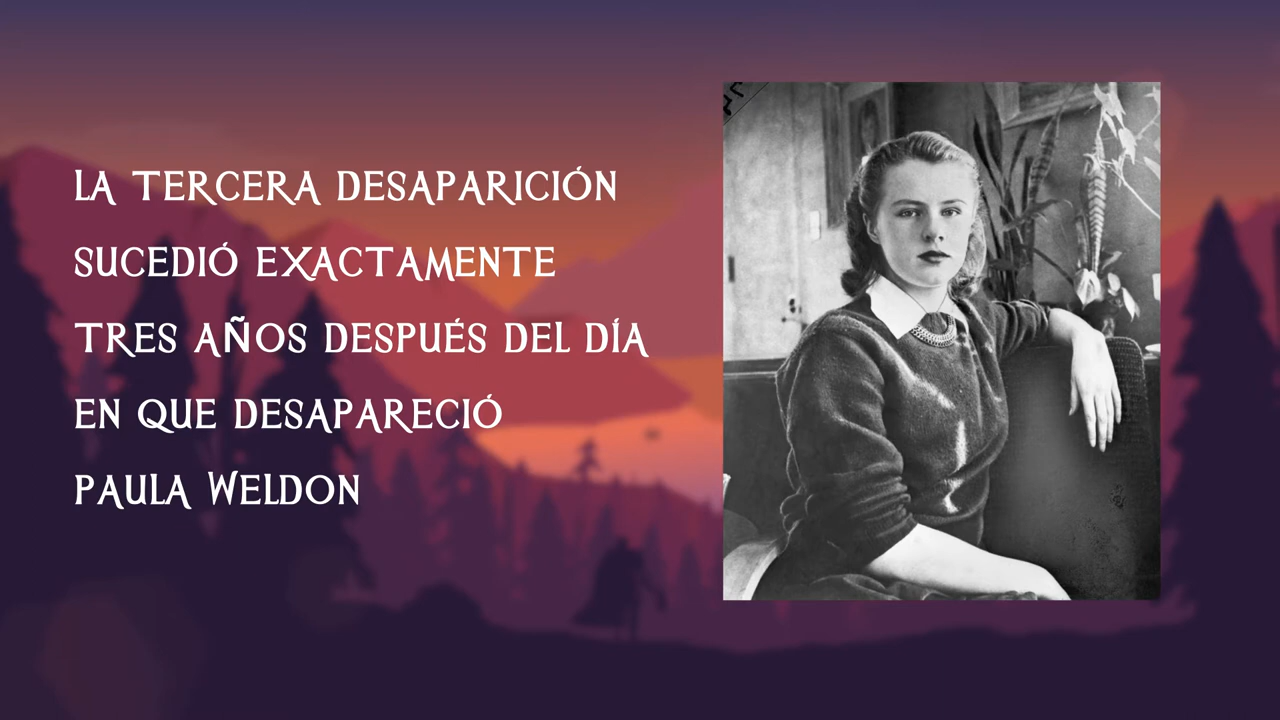 LA TERCERA DESAPARICIÓN
SUCEDIÓ EXACTAMENTE
TRES AÑOS DESPUÉS DEL DÍA
EN QUE DESAPARECIÓ
PAULA WELDON